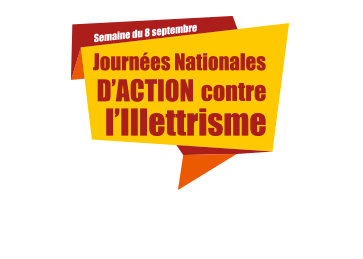 Semaine du 8 septembre
Journées Nationales
D'ACTION contre
l'Illettrisme